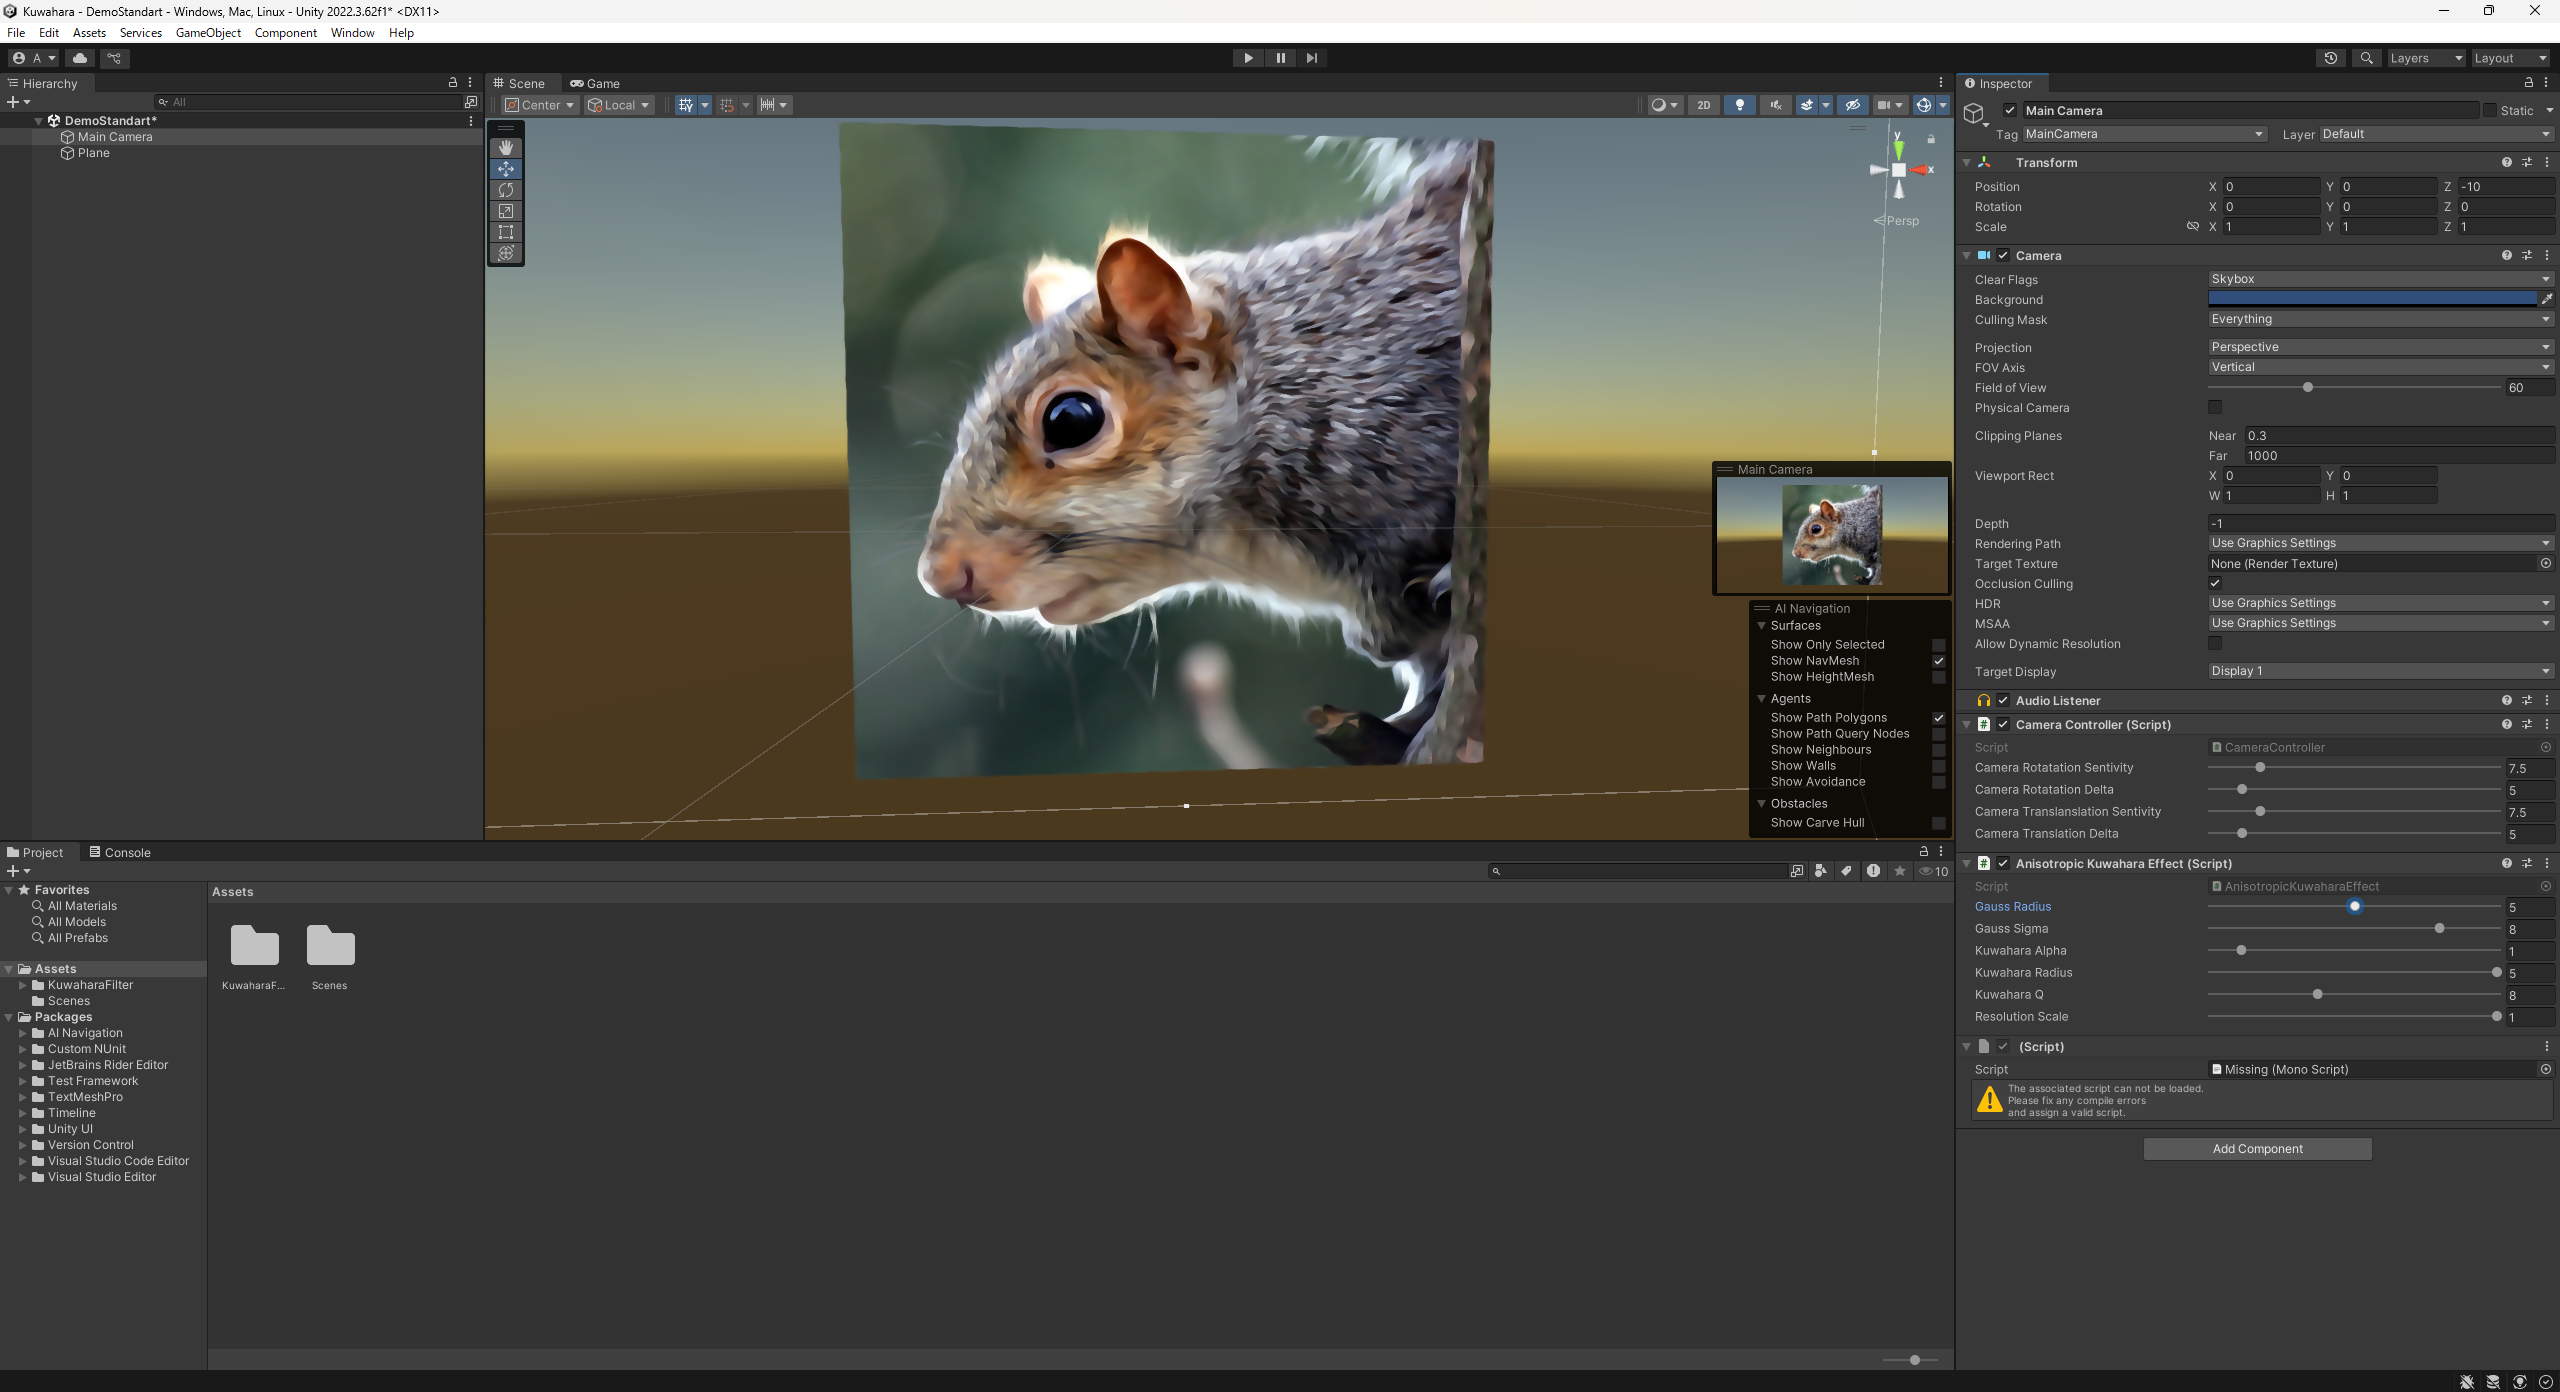 Kuwahara - DemoStandart - Windows, Mac, Linux - Unity 2022.3.62f1* <DX11>
File Edit Assets Services GameObject Component Window Help
A
Layers Layout
Hierarchy
All
DemoStandart*
Main Camera
Plane
Scene Game
Center Local
2D
y
x
Persp
Main Camera
AI Navigation
Surfaces
Show Only Selected
Show NavMesh
Show HeightMesh
Agents
Show Path Polygons
Show Path Query Nodes
Show Neighbours
Show Walls
Show Avoidance
Obstacles
Show Carve Hull
Project Console
10
Favorites
All Materials
All Models
All Prefabs
Assets
KuwaharaFilter
Scenes
Packages
AI Navigation
Custom NUnit
JetBrains Rider Editor
Test Framework
TextMeshPro
Timeline
Unity UI
Version Control
Visual Studio Code Editor
Visual Studio Editor
Assets
KuwaharaF... Scenes
Inspector
Main Camera Static
Tag MainCamera Layer Default
Transform
Position X 0 Y 0 Z -10
Rotation X 0 Y 0 Z 0
Scale X 1 Y 1 Z 1
Camera
Clear Flags Skybox
Background
Culling Mask Everything
Projection Perspective
FOV Axis Vertical
Field of View 60
Physical Camera
Clipping Planes Near 0.3
Far 1000
Viewport Rect X 0 Y 0
W 1 H 1
Depth -1
Rendering Path Use Graphics Settings
Target Texture None (Render Texture)
Occlusion Culling
HDR Use Graphics Settings
MSAA Use Graphics Settings
Allow Dynamic Resolution
Target Display Display 1
Audio Listener
Camera Controller (Script)
Script CameraController
Camera Rotatation Sentivity 7.5
Camera Rotatation Delta 5
Camera Translanslation Sentivity 7.5
Camera Translation Delta 5
Anisotropic Kuwahara Effect (Script)
Script AnisotropicKuwaharaEffect
Gauss Radius 5
Gauss Sigma 8
Kuwahara Alpha 1
Kuwahara Radius 5
Kuwahara Q 8
Resolution Scale 1
(Script)
Script Missing (Mono Script)
The associated script can not be loaded.
Please fix any compile errors
and assign a valid script.
Add Component